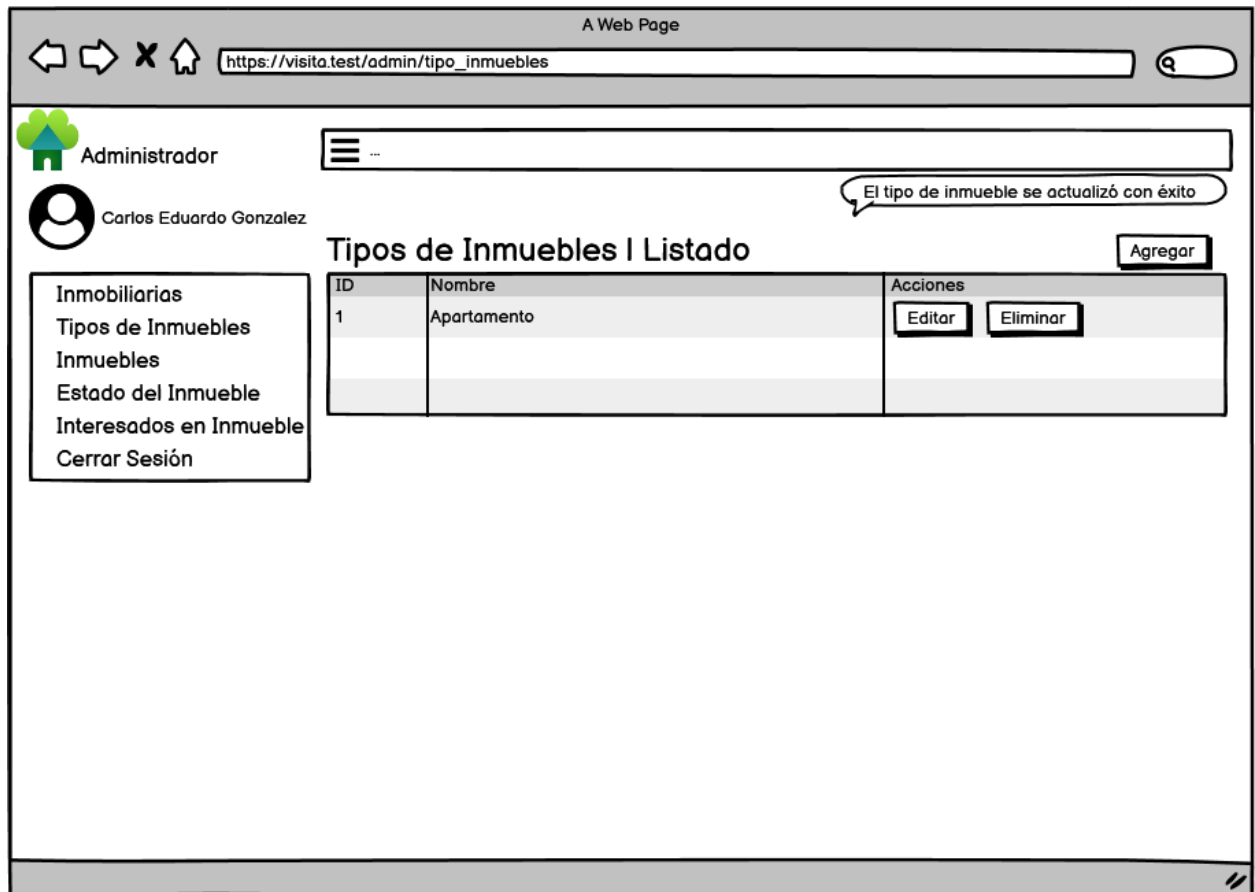 A Web Page
https://visita.test/admin/tipo_inmuebles
Administrador
...
El tipo de inmueble se actualizó con éxito
Carlos Eduardo Gonzalez
Tipos de Inmuebles | Listado
Agregar
Inmobiliarias
Tipos de Inmuebles
Inmuebles
Estado del Inmueble
Interesados en Inmueble
Cerrar Sesión
ID Nombre Acciones
1 Apartamento Editar Eliminar